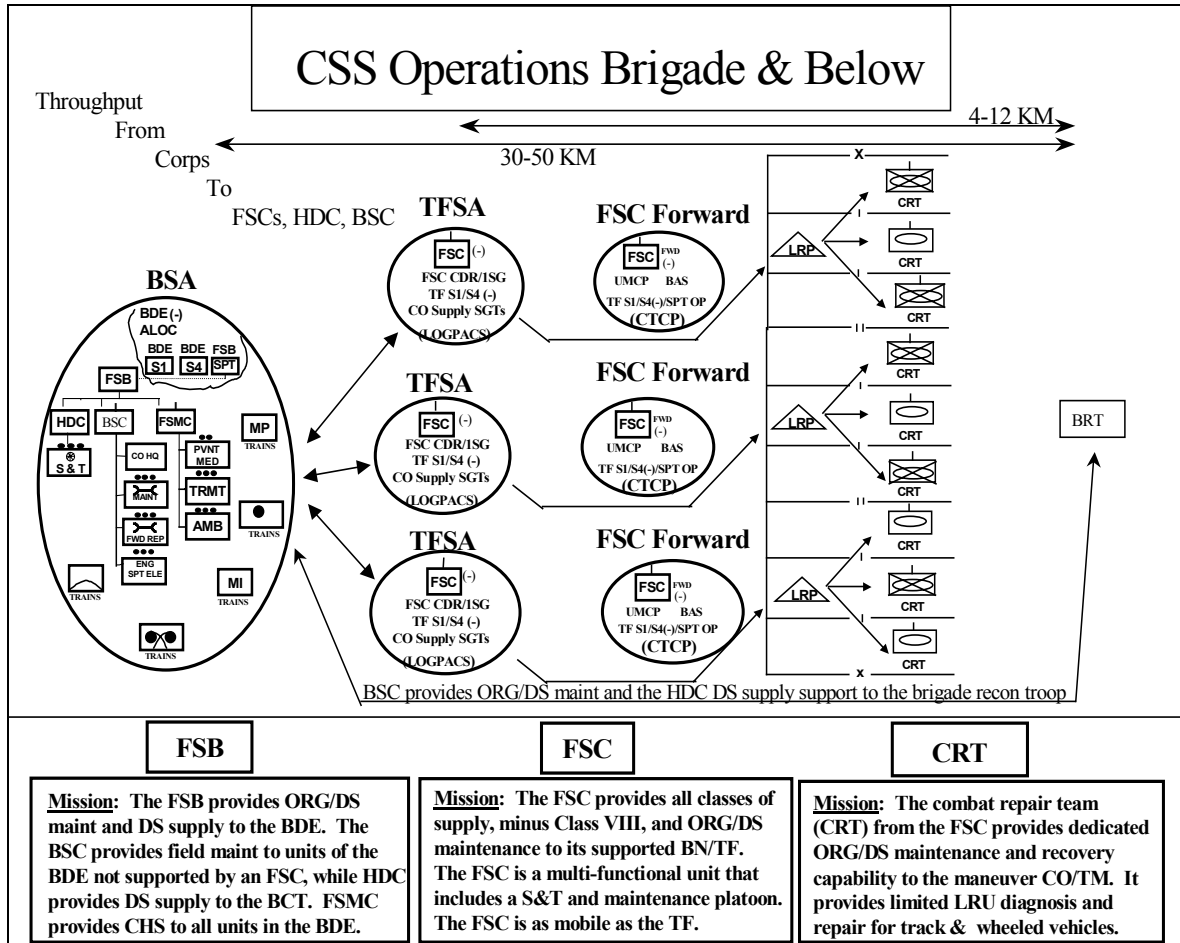 CSS Operations Brigade & Below
Throughput
From
Corps
To
FSCs, HDC, BSC
4-12 KM
30-50 KM
BSA
BDE (-)
ALOC
BDE BDE FSB
S1 S4 SPT
FSB
HDC BSC FSMC
S & T
CO HQ
MAINT
FWD REP
ENG
SPT ELE
PVNT
MED
TRMT
AMB
MP
TRAINS
TRAINS
MI
TRAINS
TRAINS
TRAINS
TFSA
FSC (-)
FSC CDR/1SG
TF S1/S4 (-)
CO Supply SGTs
(LOGPACS)
TFSA
FSC (-)
FSC CDR/1SG
TF S1/S4 (-)
CO Supply SGTs
(LOGPACS)
TFSA
FSC (-)
FSC CDR/1SG
TF S1/S4 (-)
CO Supply SGTs
(LOGPACS)
FSC Forward
FSC FWD
(-)
UMCP BAS
TF S1/S4(-)/SPT OP
(CTCP)
FSC Forward
FSC FWD
(-)
UMCP BAS
TF S1/S4(-)/SPT OP
(CTCP)
FSC Forward
FSC FWD
(-)
UMCP BAS
TF S1/S4(-)/SPT OP
(CTCP)
X
CRT
I
LRP
CRT
I
CRT
I I
CRT
I
LRP
CRT
I
CRT
I I
CRT
I
LRP
CRT
I
CRT
X
BRT
BSC provides ORG/DS maint and the HDC DS supply support to the brigade recon troop
FSB
Mission: The FSB provides ORG/DS
maint and DS supply to the BDE. The
BSC provides field maint to units of the
BDE not supported by an FSC, while HDC
provides DS supply to the BCT. FSMC
provides CHS to all units in the BDE.
FSC
Mission: The FSC provides all classes of
supply, minus Class VIII, and ORG/DS
maintenance to its supported BN/TF.
The FSC is a multi-functional unit that
includes a S&T and maintenance platoon.
The FSC is as mobile as the TF.
CRT
Mission: The combat repair team
(CRT) from the FSC provides dedicated
ORG/DS maintenance and recovery
capability to the maneuver CO/TM. It
provides limited LRU diagnosis and
repair for track & wheeled vehicles.